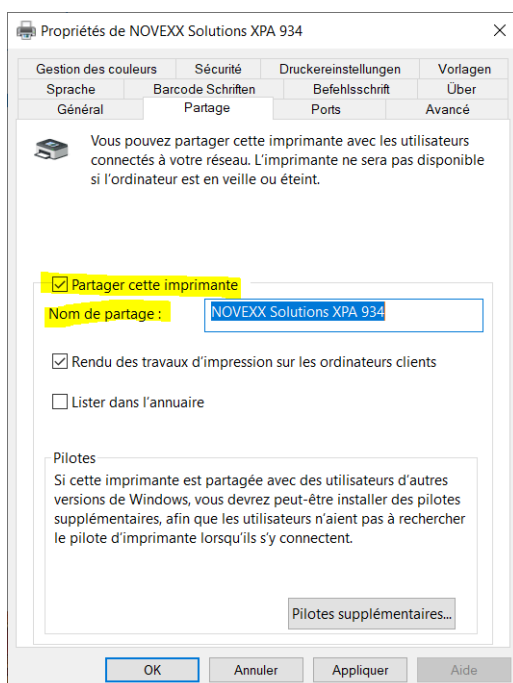 Propriétés de NOVEXX Solutions XPA 934
Gestion des couleurs Sécurité Druckereinstellungen Vorlagen
Sprache Barcode Schriften Befehlsschrift Über
Général Partage Ports Avancé
Vous pouvez partager cette imprimante avec les utilisateurs
connectés à votre réseau. L'imprimante ne sera pas disponible
si l'ordinateur est en veille ou éteint.
Partager cette imprimante
Nom de partage : NOVEXX Solutions XPA 934
Rendu des travaux d'impression sur les ordinateurs clients
Lister dans l'annuaire
Pilotes
Si cette imprimante est partagée avec des utilisateurs d'autres
versions de Windows, vous devrez peut-être installer des pilotes
supplémentaires, afin que les utilisateurs n'aient pas à rechercher
le pilote d'imprimante lorsqu'ils s'y connectent.
Pilotes supplémentaires...
OK Annuler Appliquer Aide